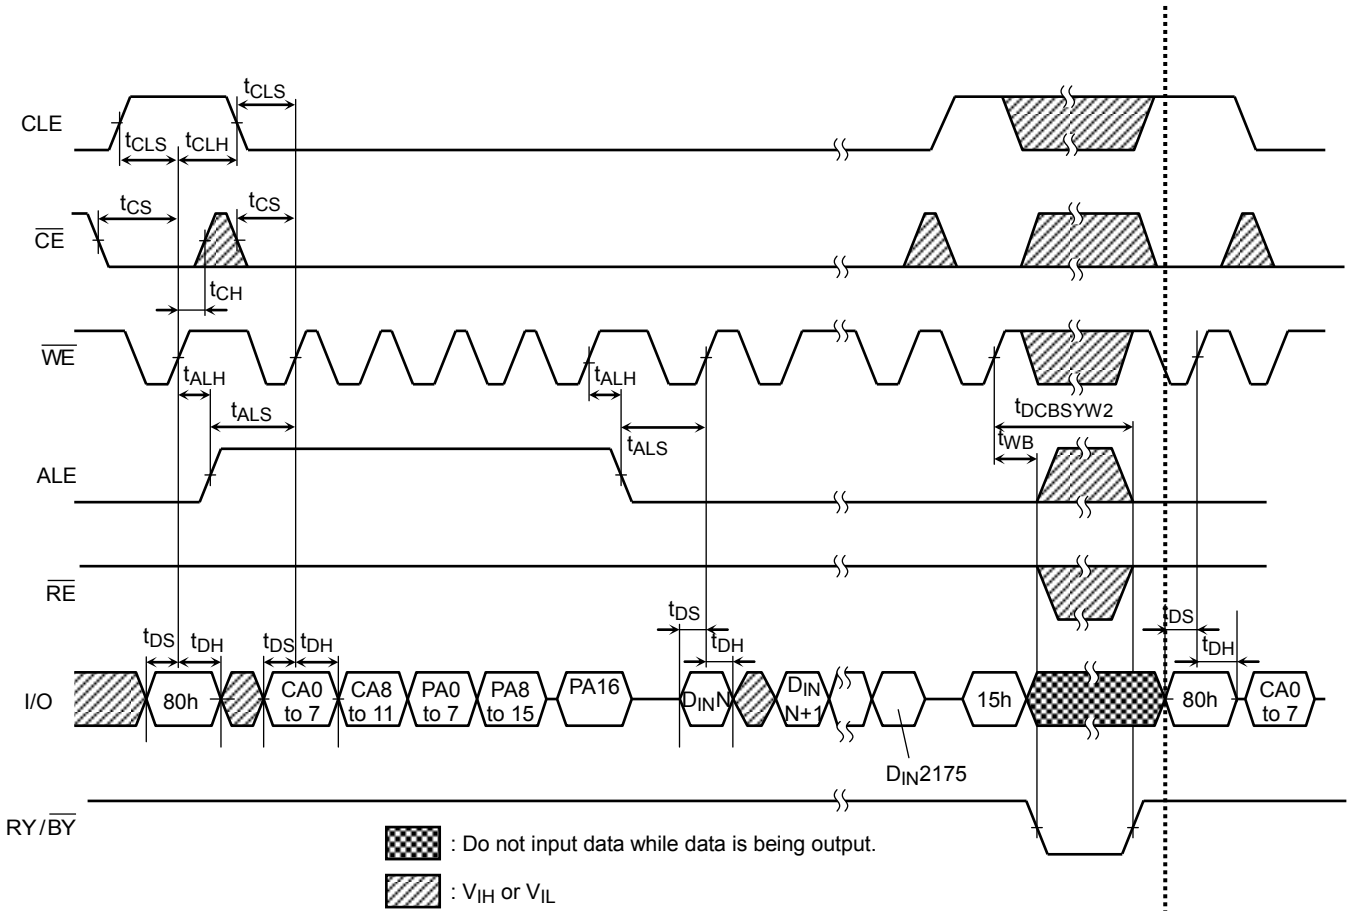 tCLS
CLE
tCLS
tCLH
tCS
tCS
CE
tCH
WE
tALH
tALH
tDCBSYW2
tALS
tALS
tWB
ALE
RE
tDS
tDH
tDS
tDH
tDS
tDH
tDS
tDH
I/O
80h
CA0
to 7
CA8
to 11
PA0
to 7
PA8
to 15
PA16
DINN
DIN
N+1
15h
80h
CA0
to 7
DIN2175
RY/BY
: Do not input data while data is being output.
: VIH or VIL